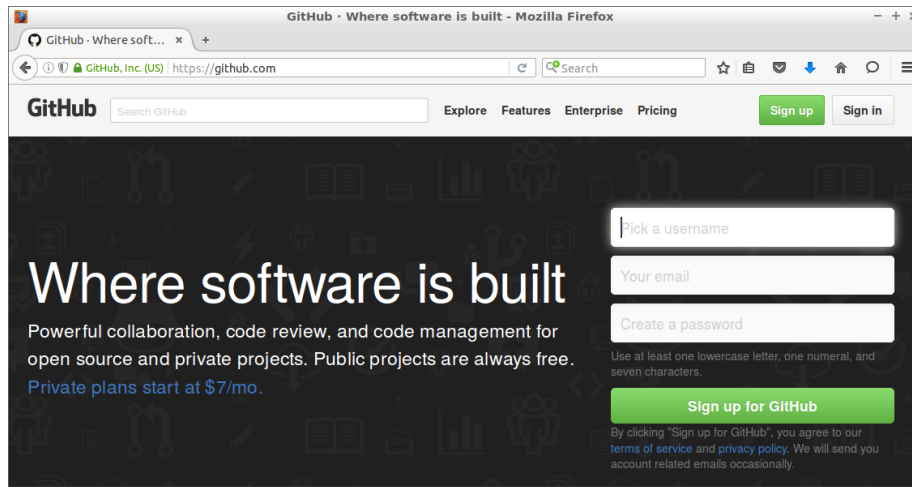 GitHub · Where software is built - Mozilla Firefox
GitHub · Where soft...
GitHub, Inc. (US) https://github.com
Search
GitHub Search GitHub Explore Features Enterprise Pricing Sign up Sign in
Pick a username
Where software is built
Powerful collaboration, code review, and code management for
open source and private projects. Public projects are always free.
Private plans start at $7/mo.
Your email
Create a password
Use at least one lowercase letter, one numeral, and
seven characters.
Sign up for GitHub
By clicking "Sign up for GitHub", you agree to our
terms of service and privacy policy. We will send you
account related emails occasionally.